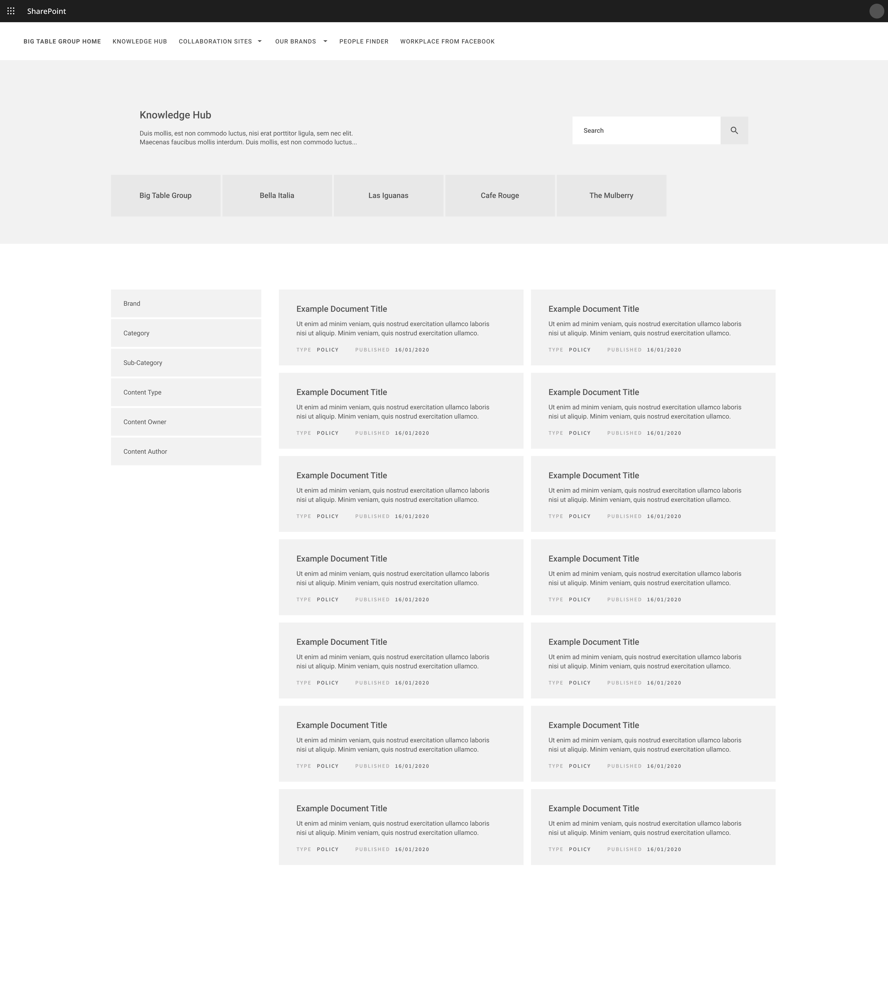 SharePoint
BIG TABLE GROUP HOME KNOWLEDGE HUB COLLABORATION SITES OUR BRANDS PEOPLE FINDER WORKPLACE FROM FACEBOOK
Knowledge Hub
Duis mollis, est non commodo luctus, nisi erat porttitor ligula, sem nec elit.
Maecenas faucibus mollis interdum. Duis mollis, est non commodo luctus...
Search
Big Table Group Bella Italia Las Iguanas Cafe Rouge The Mulberry
Brand
Category
Sub-Category
Content Type
Content Owner
Content Author
Example Document Title
Ut enim ad minim veniam, quis nostrud exercitation ullamco laboris
nisi ut aliquip. Minim veniam, quis nostrud exercitation ullamco.
TYPE POLICY PUBLISHED 16/01/2020
Example Document Title
Ut enim ad minim veniam, quis nostrud exercitation ullamco laboris
nisi ut aliquip. Minim veniam, quis nostrud exercitation ullamco.
TYPE POLICY PUBLISHED 16/01/2020
Example Document Title
Ut enim ad minim veniam, quis nostrud exercitation ullamco laboris
nisi ut aliquip. Minim veniam, quis nostrud exercitation ullamco.
TYPE POLICY PUBLISHED 16/01/2020
Example Document Title
Ut enim ad minim veniam, quis nostrud exercitation ullamco laboris
nisi ut aliquip. Minim veniam, quis nostrud exercitation ullamco.
TYPE POLICY PUBLISHED 16/01/2020
Example Document Title
Ut enim ad minim veniam, quis nostrud exercitation ullamco laboris
nisi ut aliquip. Minim veniam, quis nostrud exercitation ullamco.
TYPE POLICY PUBLISHED 16/01/2020
Example Document Title
Ut enim ad minim veniam, quis nostrud exercitation ullamco laboris
nisi ut aliquip. Minim veniam, quis nostrud exercitation ullamco.
TYPE POLICY PUBLISHED 16/01/2020
Example Document Title
Ut enim ad minim veniam, quis nostrud exercitation ullamco laboris
nisi ut aliquip. Minim veniam, quis nostrud exercitation ullamco.
TYPE POLICY PUBLISHED 16/01/2020
Example Document Title
Ut enim ad minim veniam, quis nostrud exercitation ullamco laboris
nisi ut aliquip. Minim veniam, quis nostrud exercitation ullamco.
TYPE POLICY PUBLISHED 16/01/2020
Example Document Title
Ut enim ad minim veniam, quis nostrud exercitation ullamco laboris
nisi ut aliquip. Minim veniam, quis nostrud exercitation ullamco.
TYPE POLICY PUBLISHED 16/01/2020
Example Document Title
Ut enim ad minim veniam, quis nostrud exercitation ullamco laboris
nisi ut aliquip. Minim veniam, quis nostrud exercitation ullamco.
TYPE POLICY PUBLISHED 16/01/2020
Example Document Title
Ut enim ad minim veniam, quis nostrud exercitation ullamco laboris
nisi ut aliquip. Minim veniam, quis nostrud exercitation ullamco.
TYPE POLICY PUBLISHED 16/01/2020
Example Document Title
Ut enim ad minim veniam, quis nostrud exercitation ullamco laboris
nisi ut aliquip. Minim veniam, quis nostrud exercitation ullamco.
TYPE POLICY PUBLISHED 16/01/2020
Example Document Title
Ut enim ad minim veniam, quis nostrud exercitation ullamco laboris
nisi ut aliquip. Minim veniam, quis nostrud exercitation ullamco.
TYPE POLICY PUBLISHED 16/01/2020
Example Document Title
Ut enim ad minim veniam, quis nostrud exercitation ullamco laboris
nisi ut aliquip. Minim veniam, quis nostrud exercitation ullamco.
TYPE POLICY PUBLISHED 16/01/2020